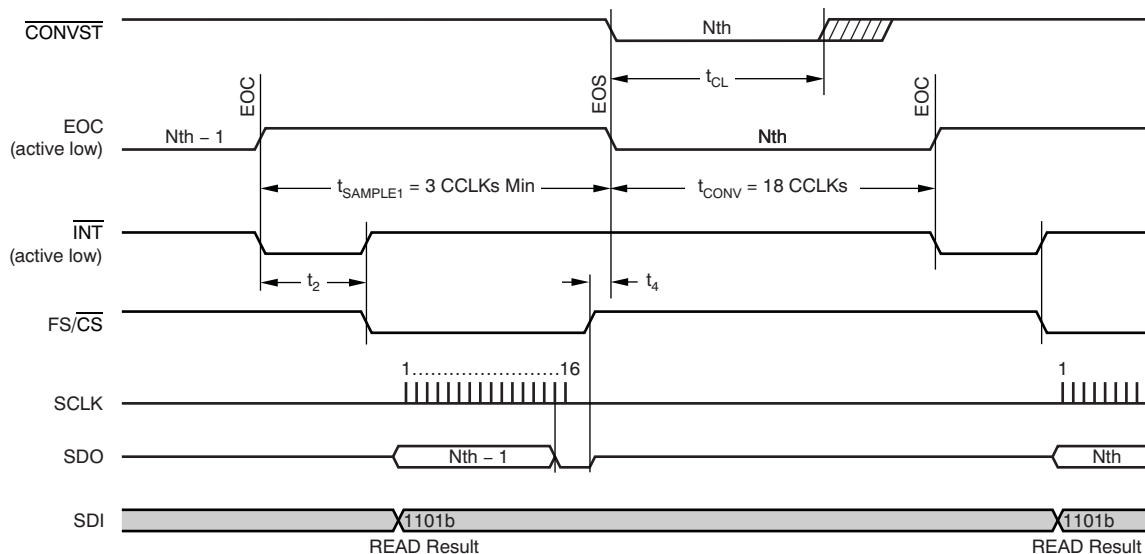 CONVST
Nth
t_CL
EOC
EOS
EOC
EOC
(active low)
Nth − 1
Nth
t_SAMPLE1 = 3 CCLKs Min
t_CONV = 18 CCLKs
INT
(active low)
t_2
t_4
FS/CS
1.......................16
1
SCLK
SDO
Nth − 1
Nth
SDI
1101b
1101b
READ Result
READ Result